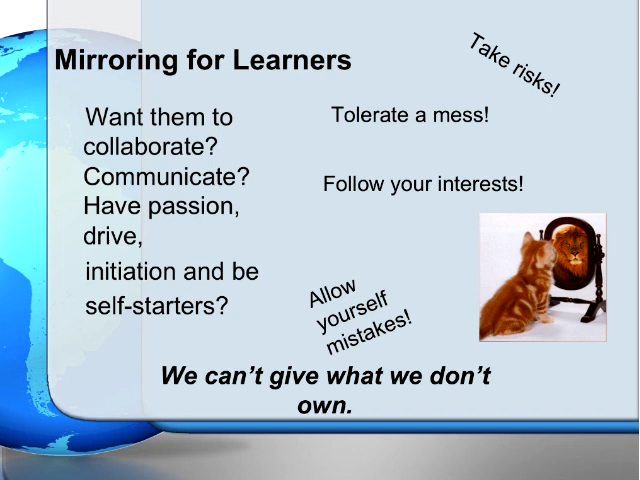 Mirroring for Learners
Take risks!
Want them to
collaborate?
Communicate?
Have passion,
drive,
initiation and be
self-starters?
Tolerate a mess!
Follow your interests!
Allow
yourself
mistakes!
We can’t give what we don’t
own.